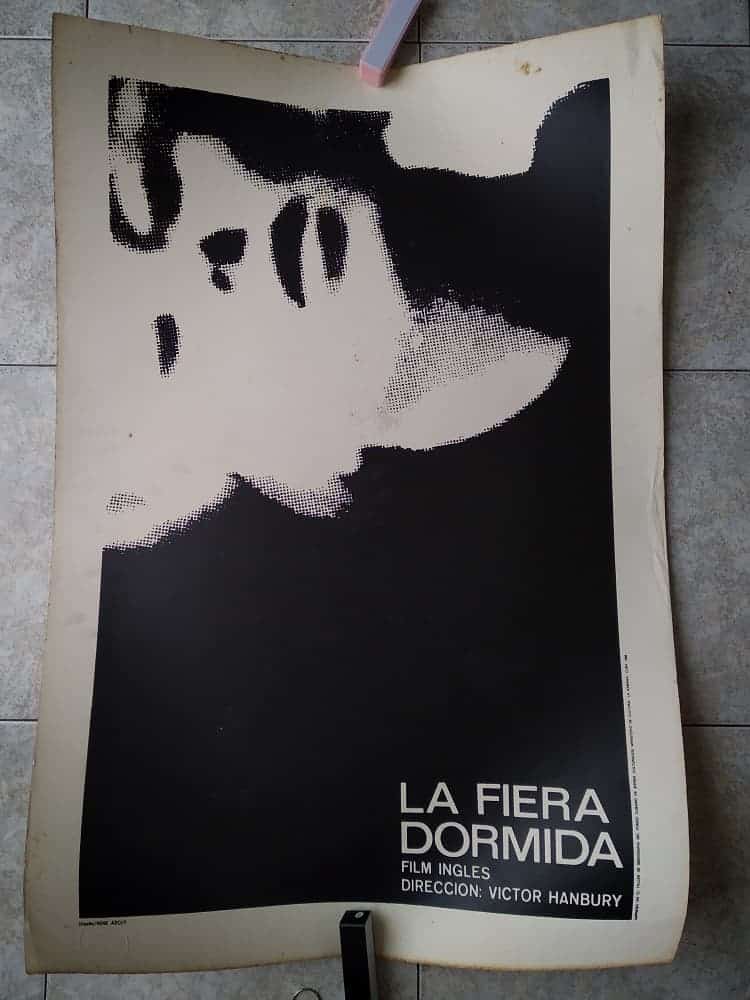 LA FIERA
DORMIDA
FILM INGLES
DIRECCION: VICTOR HANBURY